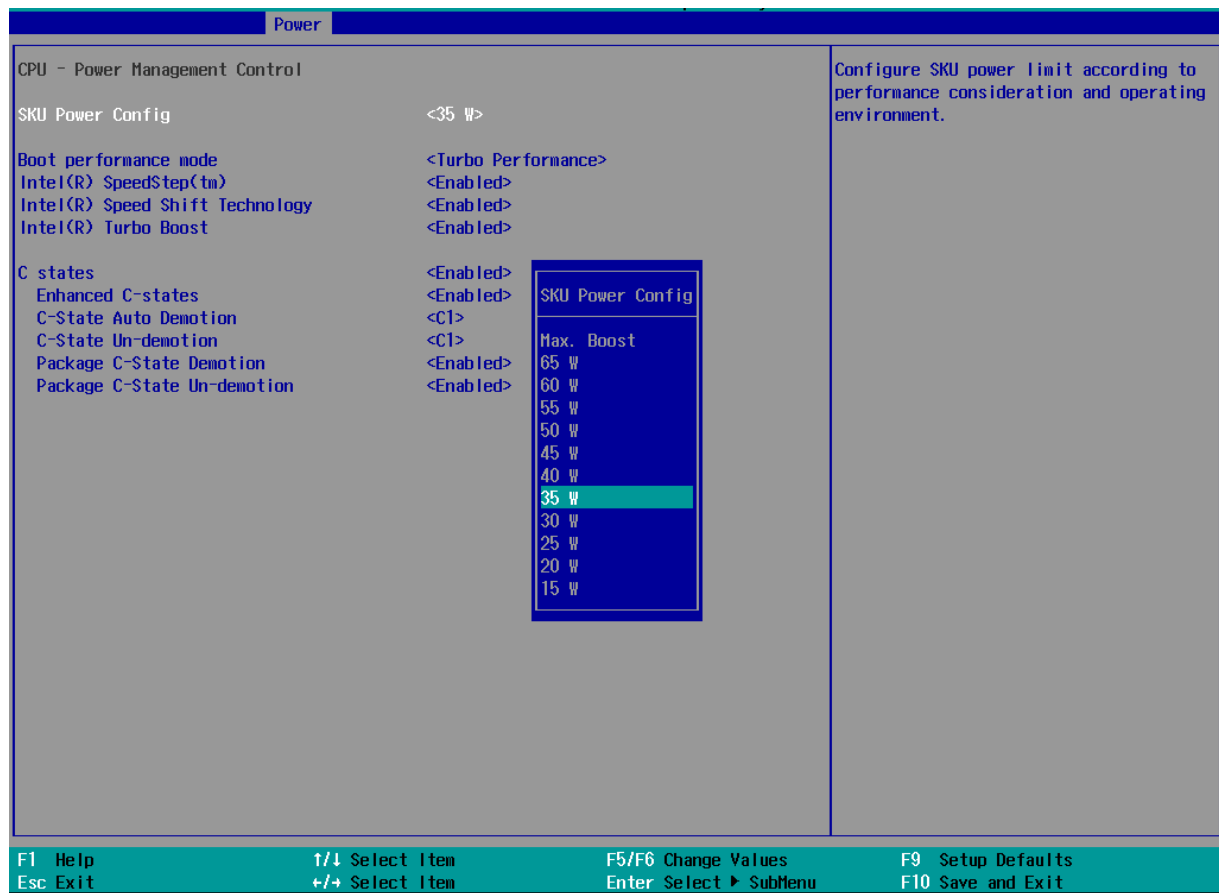 Power
CPU - Power Management Control
SKU Power Config <35 W>
Boot performance mode <Turbo Performance>
Intel(R) SpeedStep(tm) <Enabled>
Intel(R) Speed Shift Technology <Enabled>
Intel(R) Turbo Boost <Enabled>
C states <Enabled>
Enhanced C-states <Enabled>
C-State Auto Demotion <C1>
C-State Un-demotion <C1>
Package C-State Demotion <Enabled>
Package C-State Un-demotion <Enabled>
SKU Power Config
Max. Boost
65 W
60 W
55 W
50 W
45 W
40 W
35 W
30 W
25 W
20 W
15 W
Configure SKU power limit according to
performance consideration and operating
environment.
F1 Help ↑/↓ Select Item F5/F6 Change Values F9 Setup Defaults
Esc Exit ←/→ Select Item Enter Select ► SubMenu F10 Save and Exit